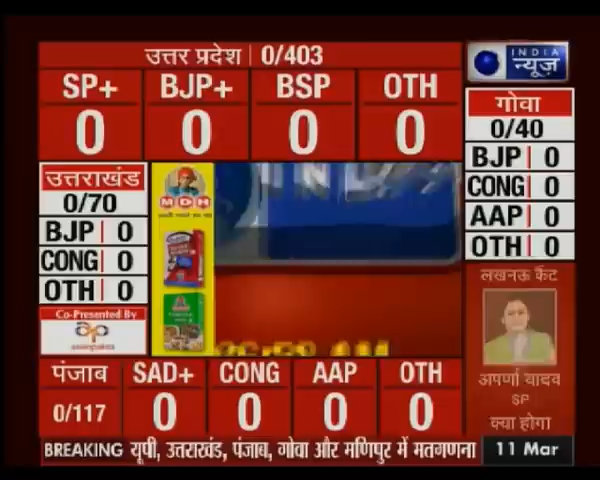 उत्तर प्रदेश | 0/403
SP+ BJP+ BSP OTH
0 0 0 0
INDIA
न्यूज़
गोवा
0/40
BJP 0
CONG 0
AAP 0
OTH 0
उत्तराखंड
0/70
BJP 0
CONG 0
OTH 0
Co-Presented By
MDH
लखनऊ कैंट
अपर्णा यादव
SP
क्या होगा
पंजाब SAD+ CONG AAP OTH
0/117 0 0 0 0
BREAKING यूपी, उत्तराखंड, पंजाब, गोवा और मणिपुर में मतगणना
11 Mar